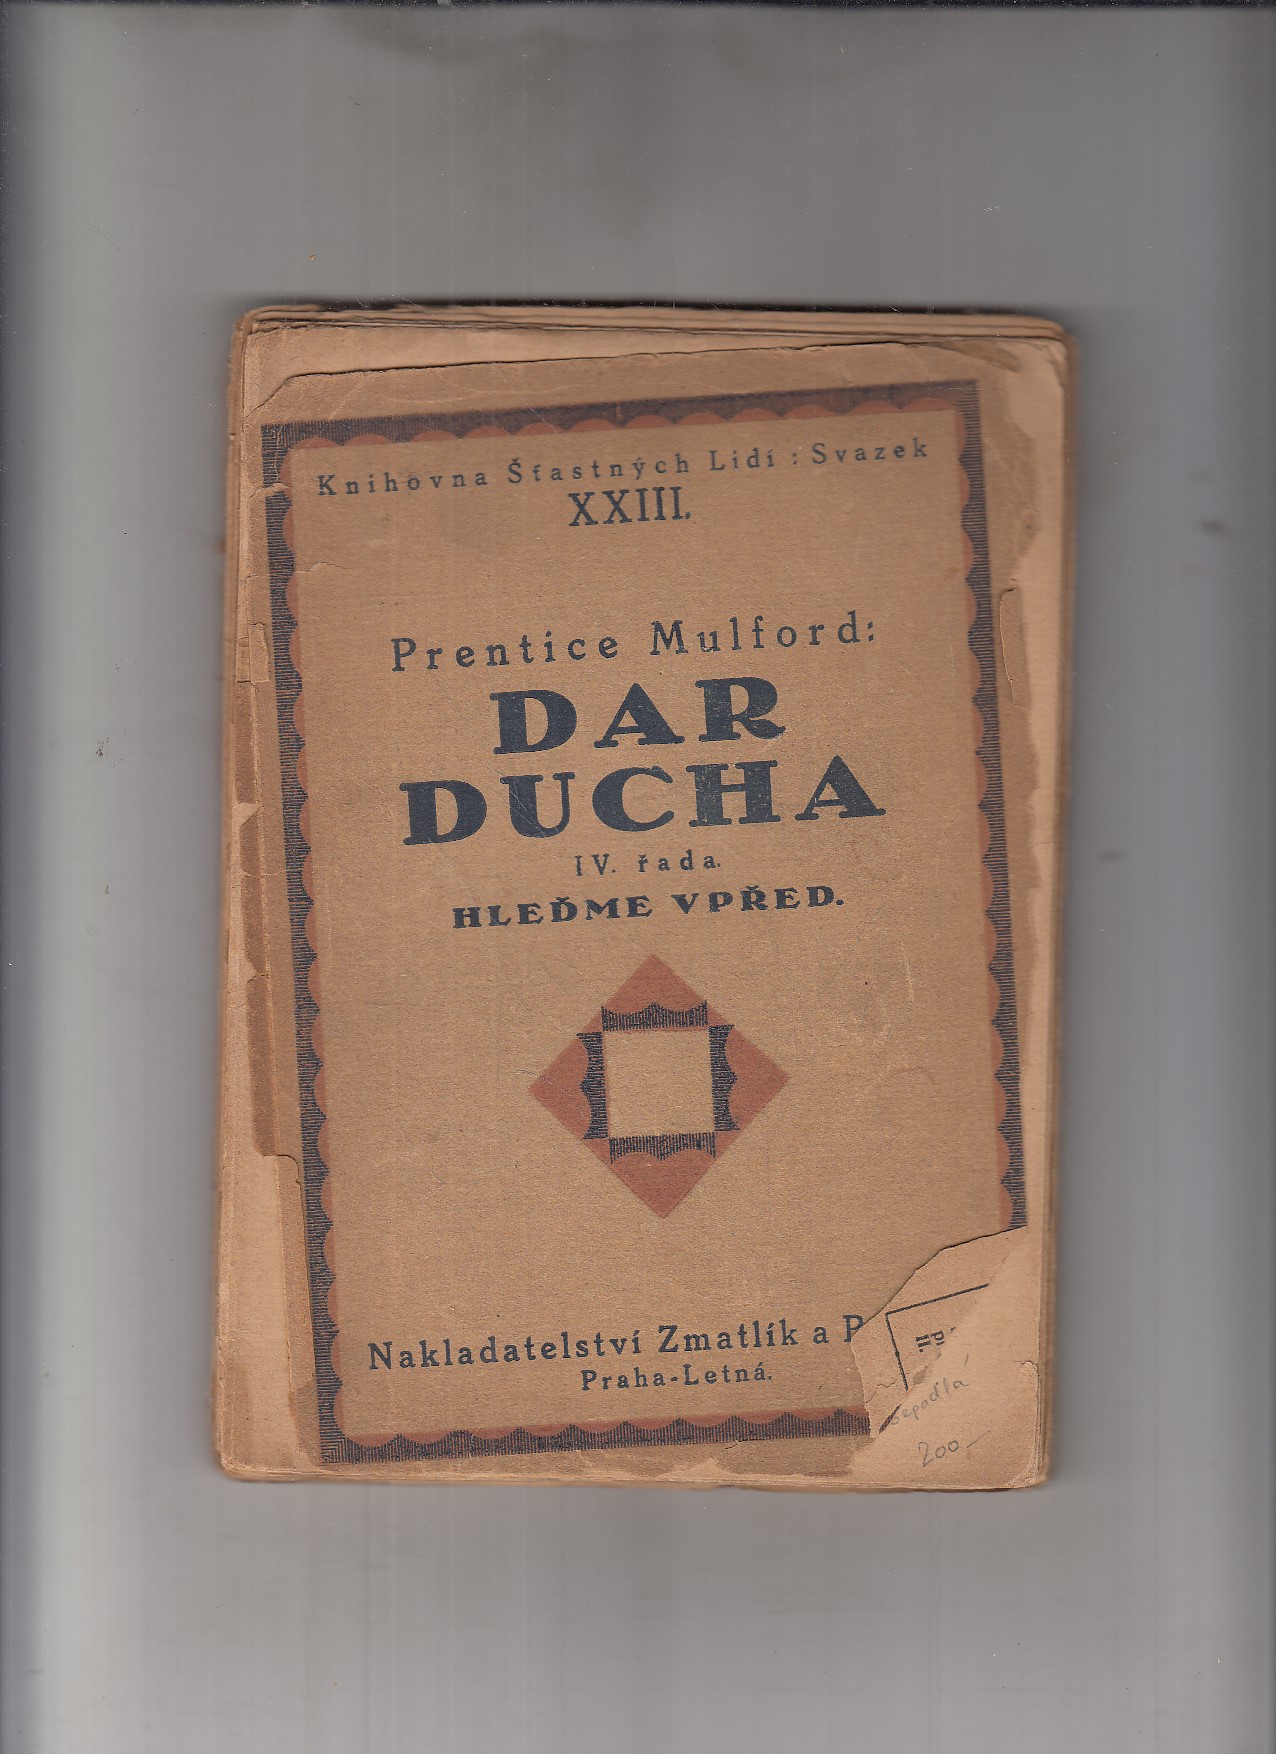 Knihovna Šťastných Lidí : Svazek
XXIII.
Prentice Mulford:
DAR
DUCHA
IV. řada.
HLEĎME VPŘED.
Nakladatelství Zmatlík a P
Praha-Letná.
200.—